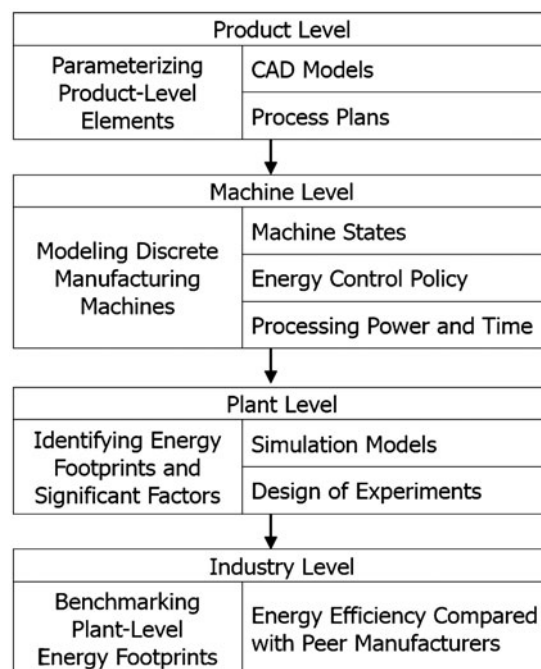 Product Level
Parameterizing
Product-Level
Elements
CAD Models
Process Plans
Machine Level
Modeling Discrete
Manufacturing
Machines
Machine States
Energy Control Policy
Processing Power and Time
Plant Level
Identifying Energy
Footprints and
Significant Factors
Simulation Models
Design of Experiments
Industry Level
Benchmarking
Plant-Level
Energy Footprints
Energy Efficiency Compared
with Peer Manufacturers